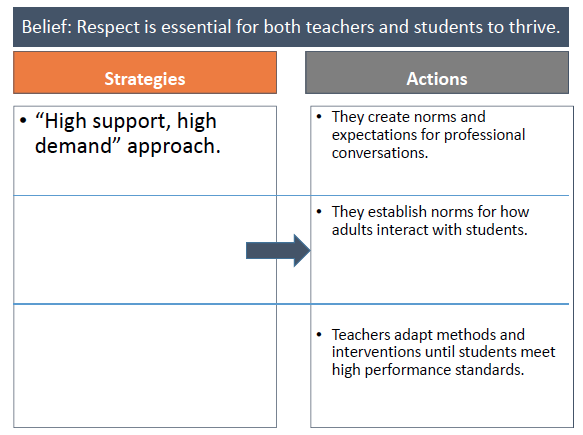 Belief: Respect is essential for both teachers and students to thrive.
Strategies
Actions
• “High support, high
demand” approach.
• They create norms and
expectations for professional
conversations.
• They establish norms for how
adults interact with students.
• Teachers adapt methods and
interventions until students meet
high performance standards.